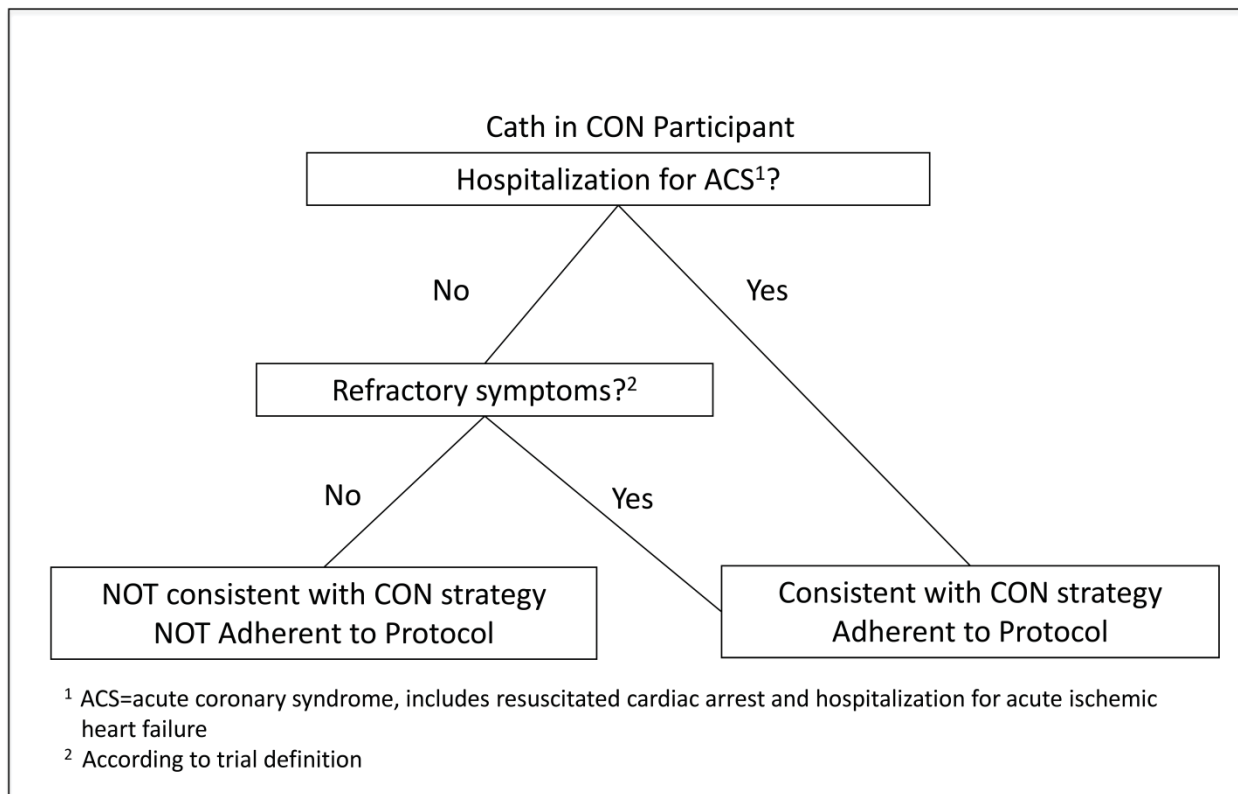 Cath in CON Participant
Hospitalization for ACS¹?
No
Yes
Refractory symptoms?²
No
Yes
NOT consistent with CON strategy
NOT Adherent to Protocol
Consistent with CON strategy
Adherent to Protocol
¹ ACS=acute coronary syndrome, includes resuscitated cardiac arrest and hospitalization for acute ischemic
heart failure
² According to trial definition